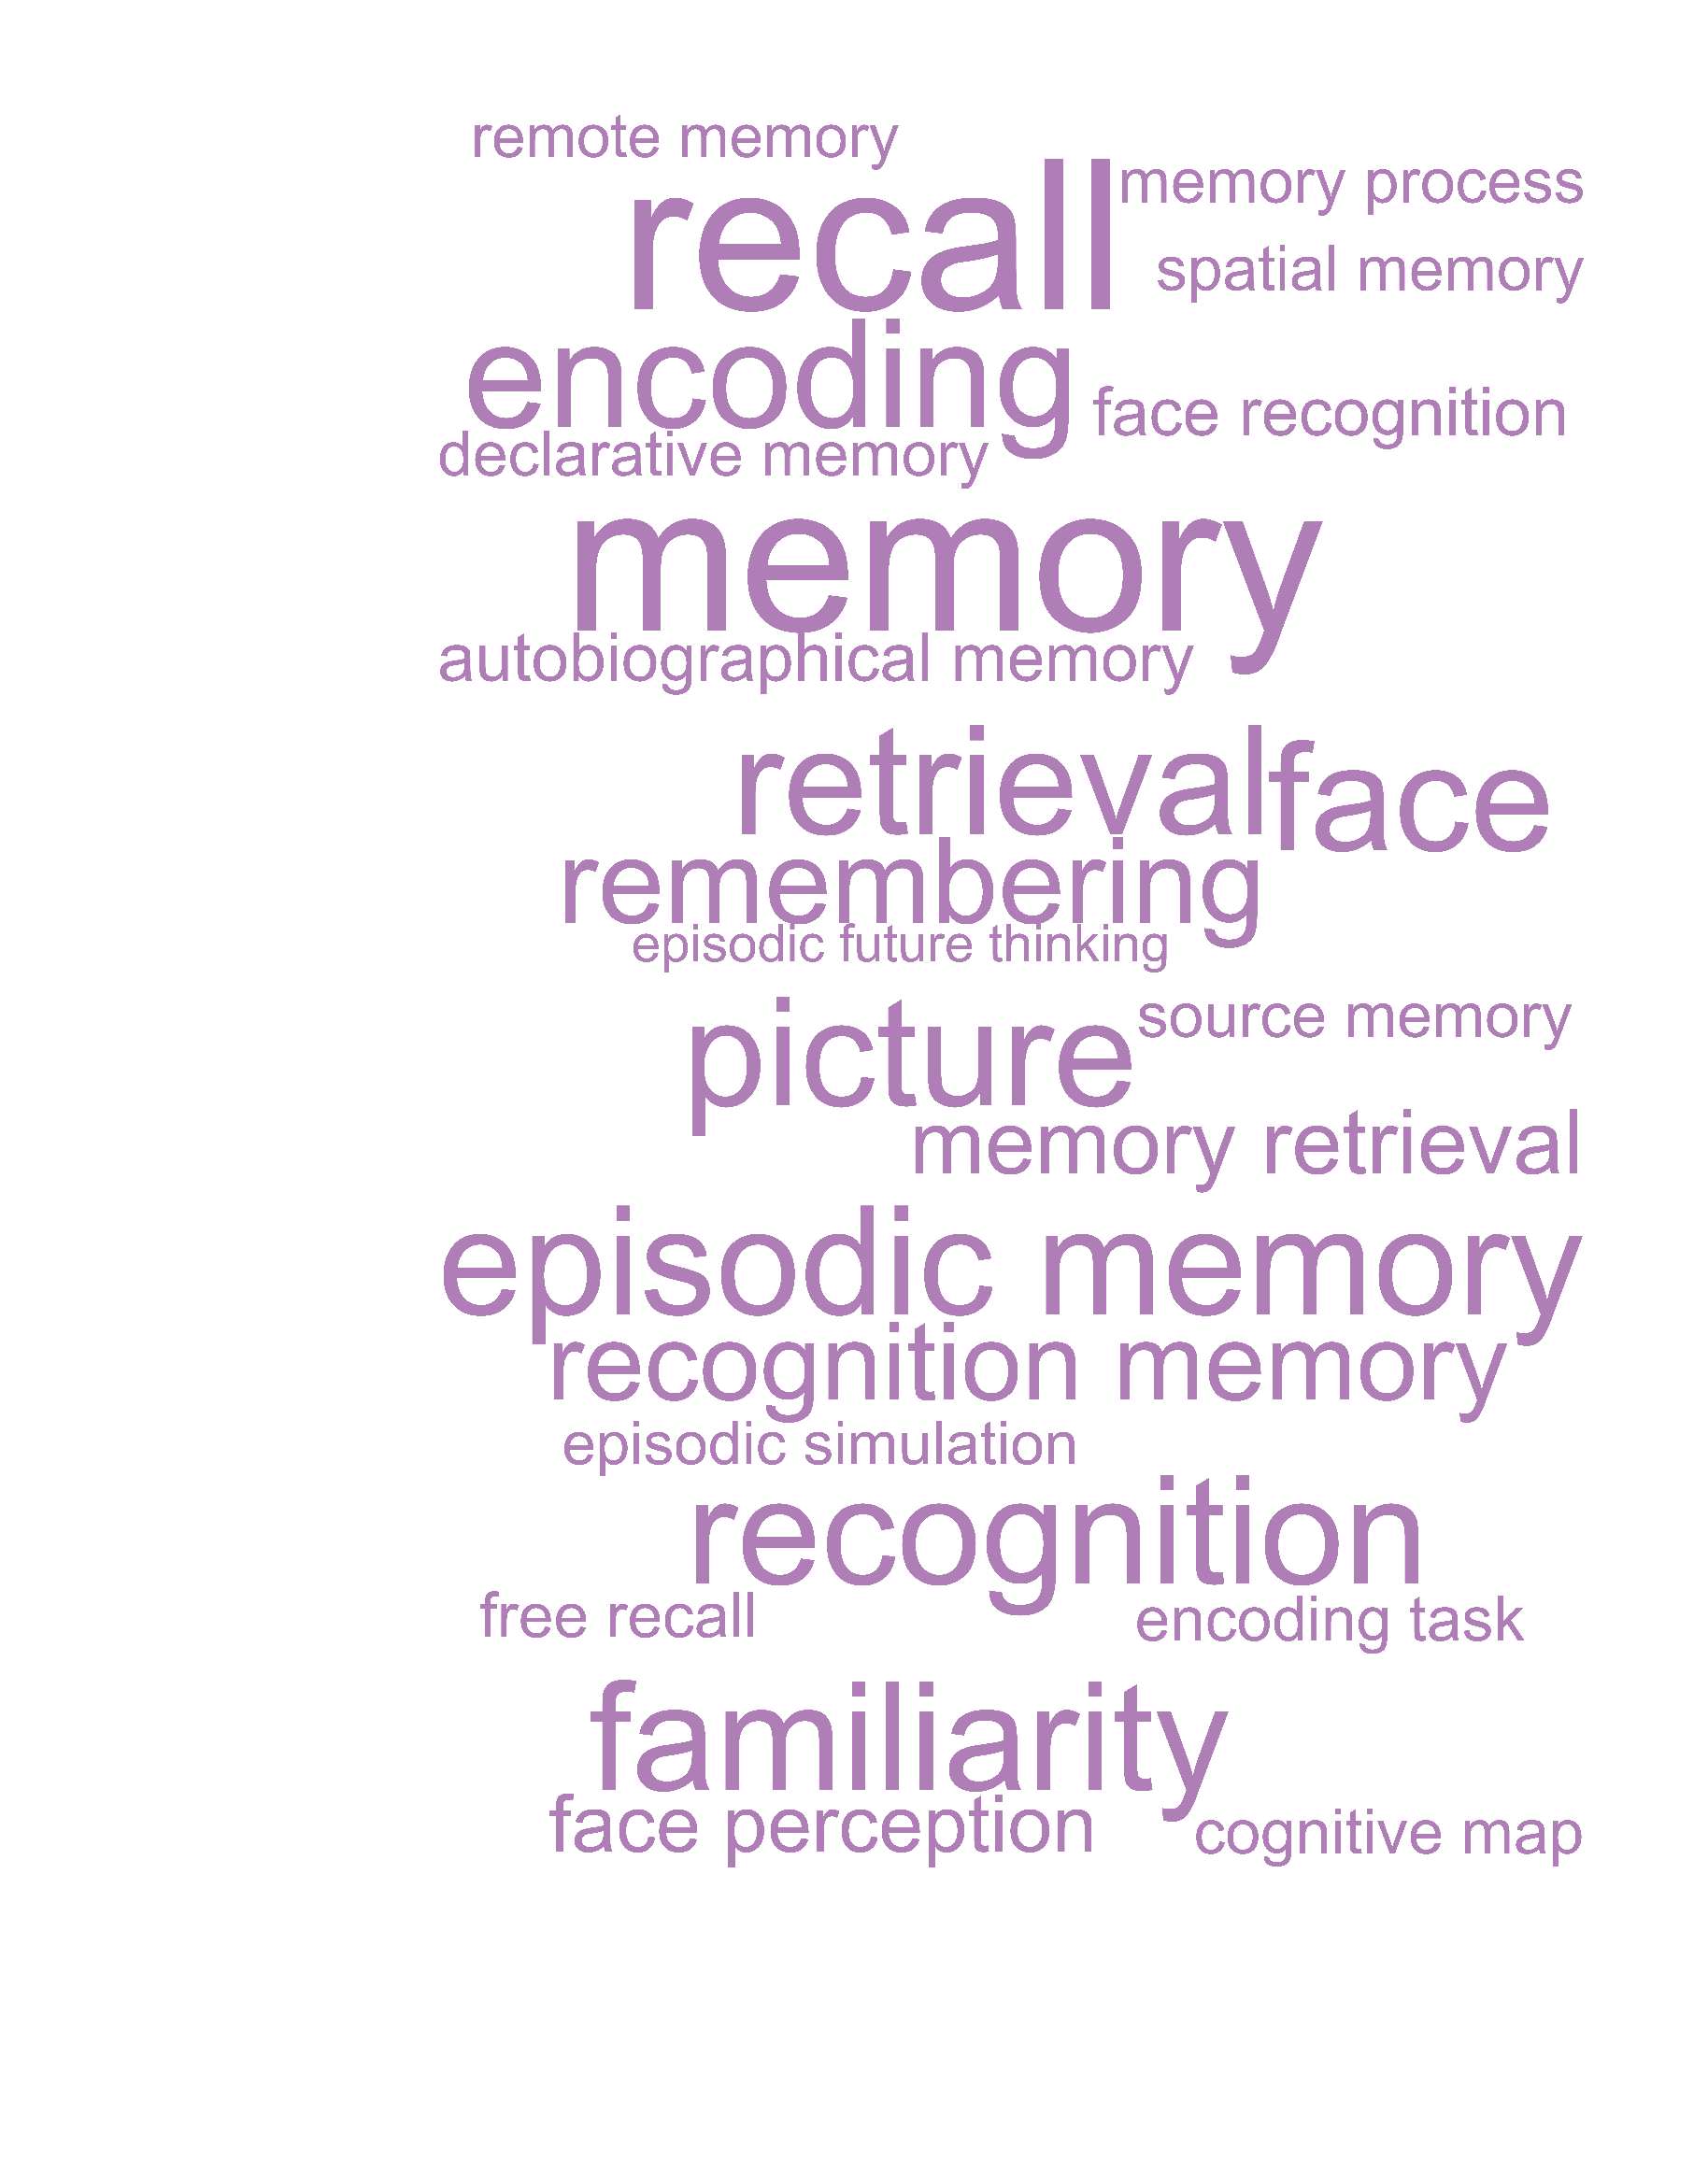 remote memory
recall
memory process
spatial memory
encoding
face recognition
declarative memory
memory
autobiographical memory
retrieval
face
remembering
episodic future thinking
picture
source memory
memory retrieval
episodic memory
recognition memory
episodic simulation
recognition
free recall
encoding task
familiarity
face perception
cognitive map